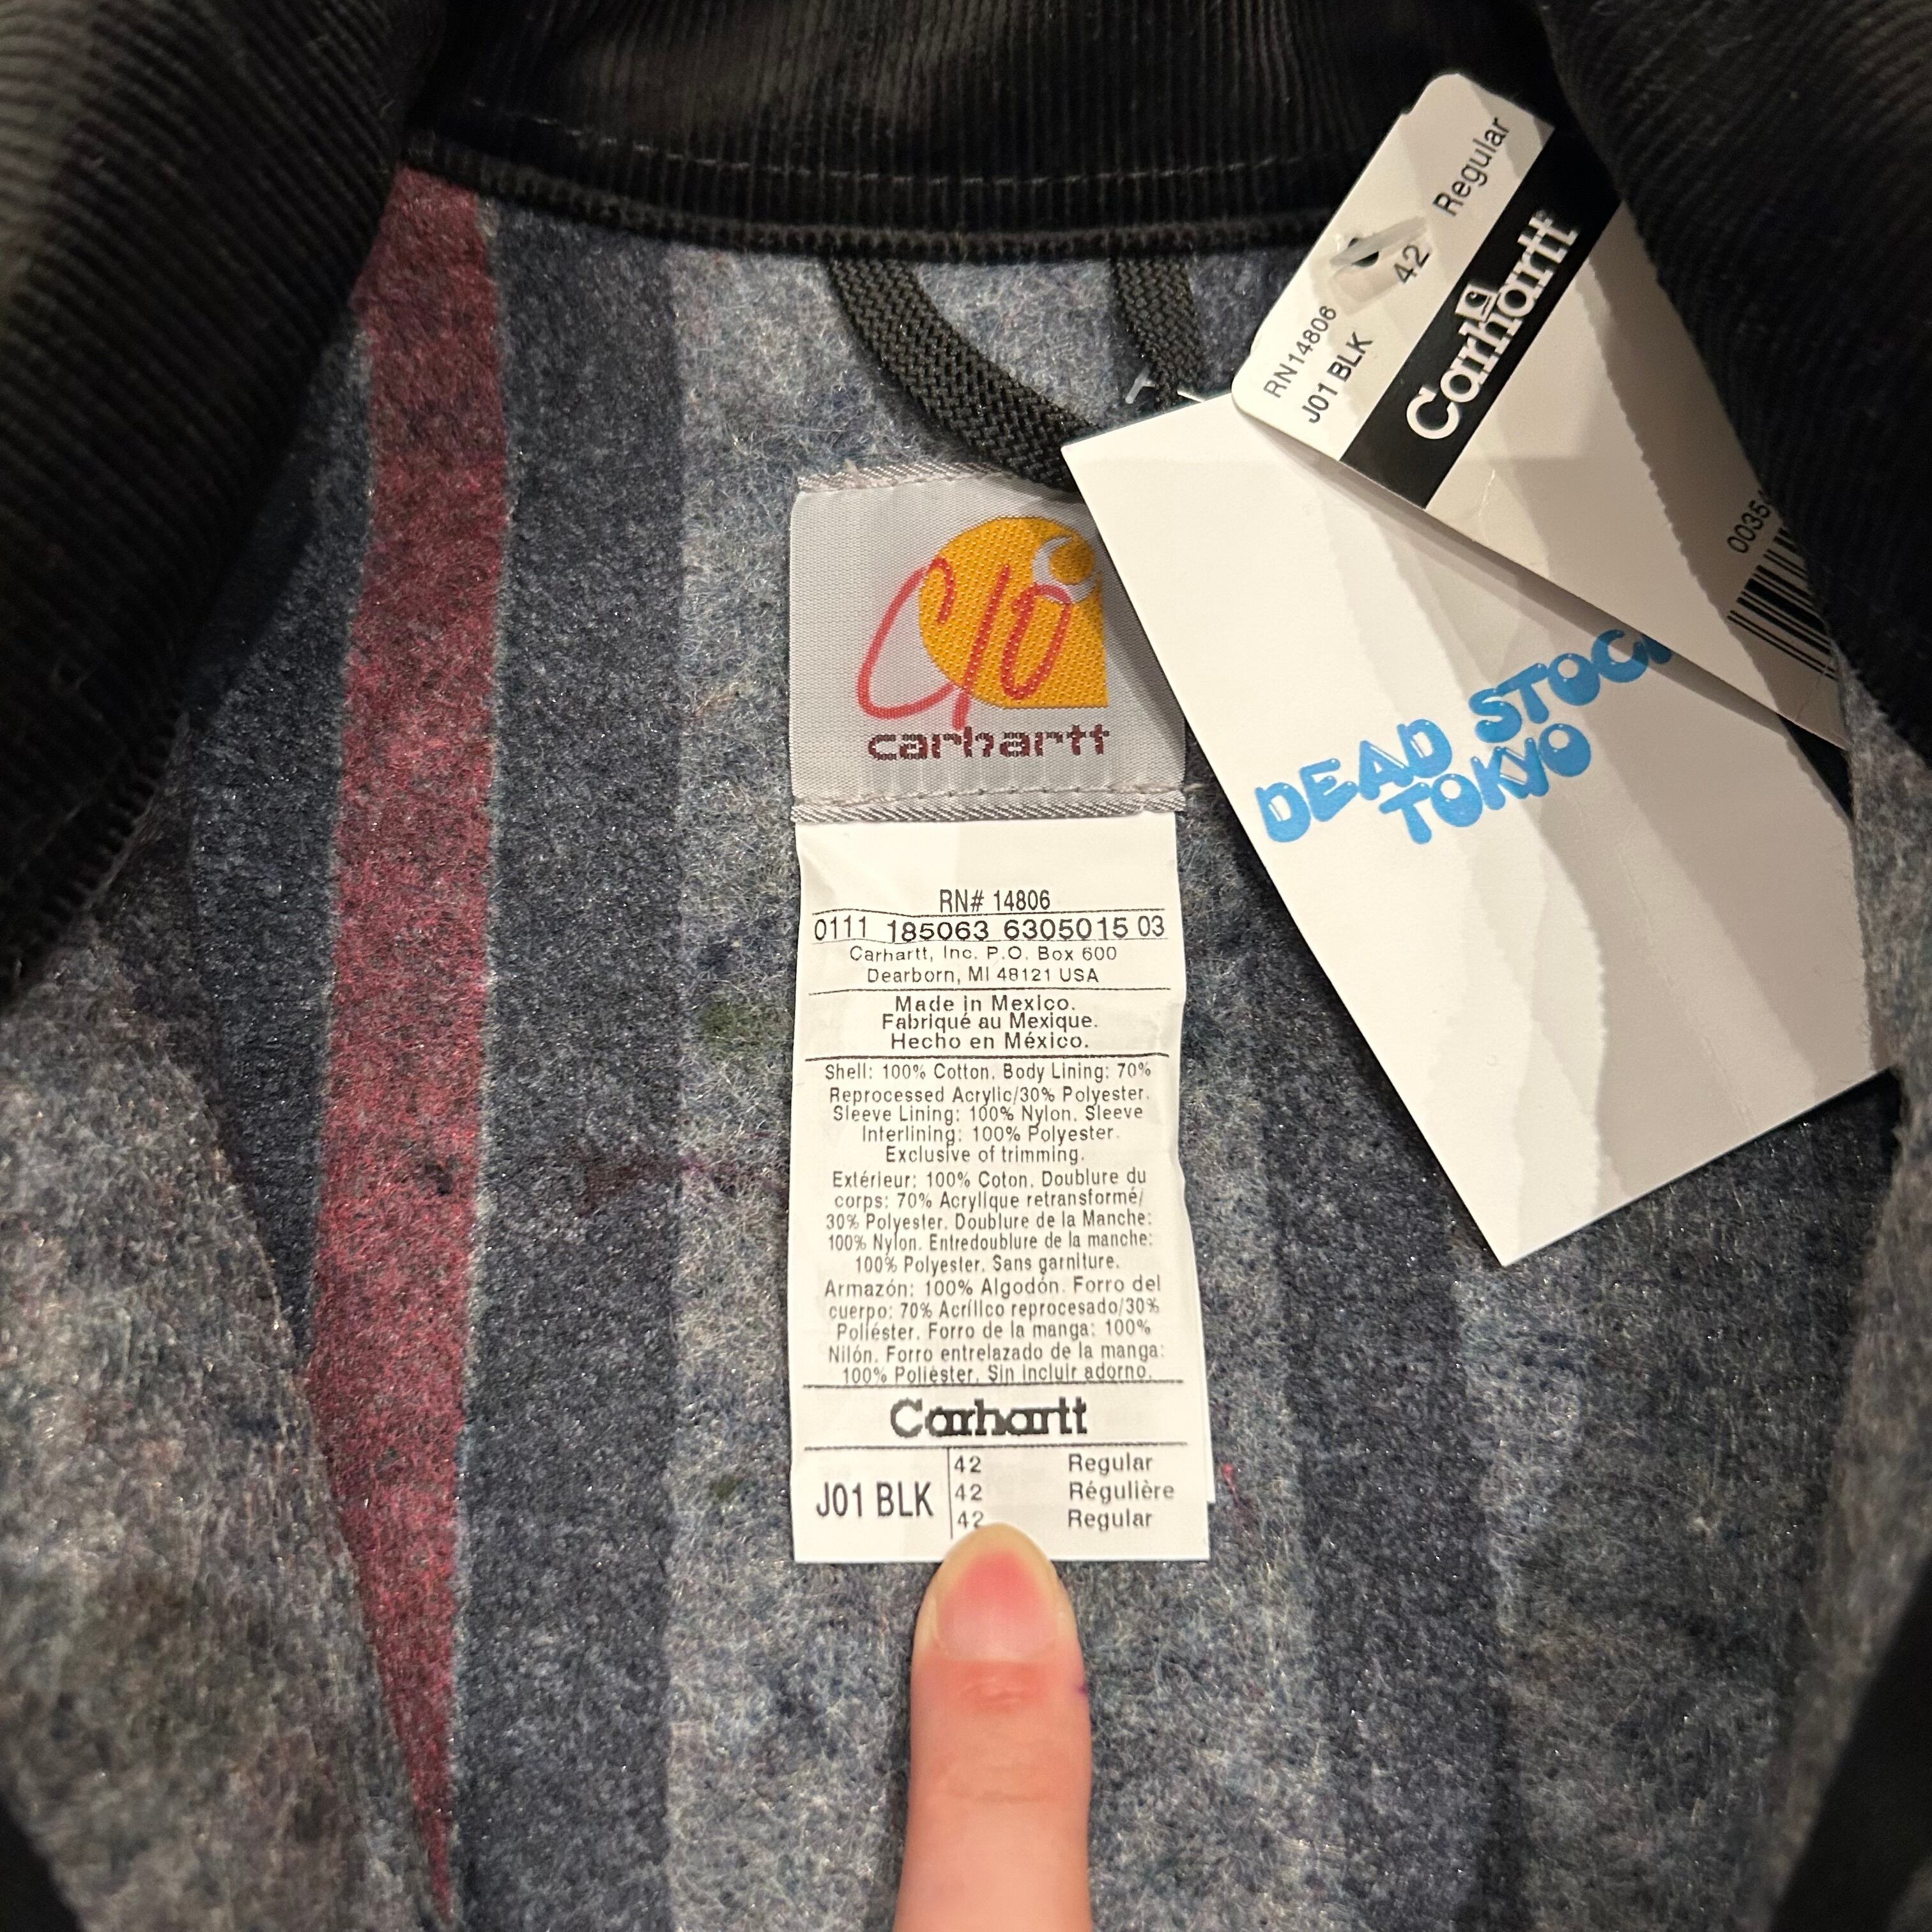 RN14806
J01 BLK
42
Regular
Carhartt
DEAD STOCK
TOKYO
C/O
carhartt
RN# 14806
0111 185063 6305015 03
Carhartt, Inc. P.O. Box 600
Dearborn, MI 48121 USA
Made in Mexico.
Fabriqué au Mexique.
Hecho en México.
Shell: 100% Cotton. Body Lining: 70%
Reprocessed Acrylic/30% Polyester.
Sleeve Lining: 100% Nylon. Sleeve
Interlining: 100% Polyester.
Exclusive of trimming.
Extérieur: 100% Coton. Doublure du
corps: 70% Acrylique retransformé/
30% Polyester. Doublure de la Manche:
100% Nylon. Entredoublure de la manche:
100% Polyester. Sans garniture.
Armazón: 100% Algodón. Forro del
cuerpo: 70% Acrílico reprocesado/30%
Poliéster. Forro de la manga: 100%
Nilón. Forro entrelazado de la manga:
100% Poliéster. Sin incluir adorno.
Carhartt
J01 BLK
42 Regular
42 Régulière
42 Regular